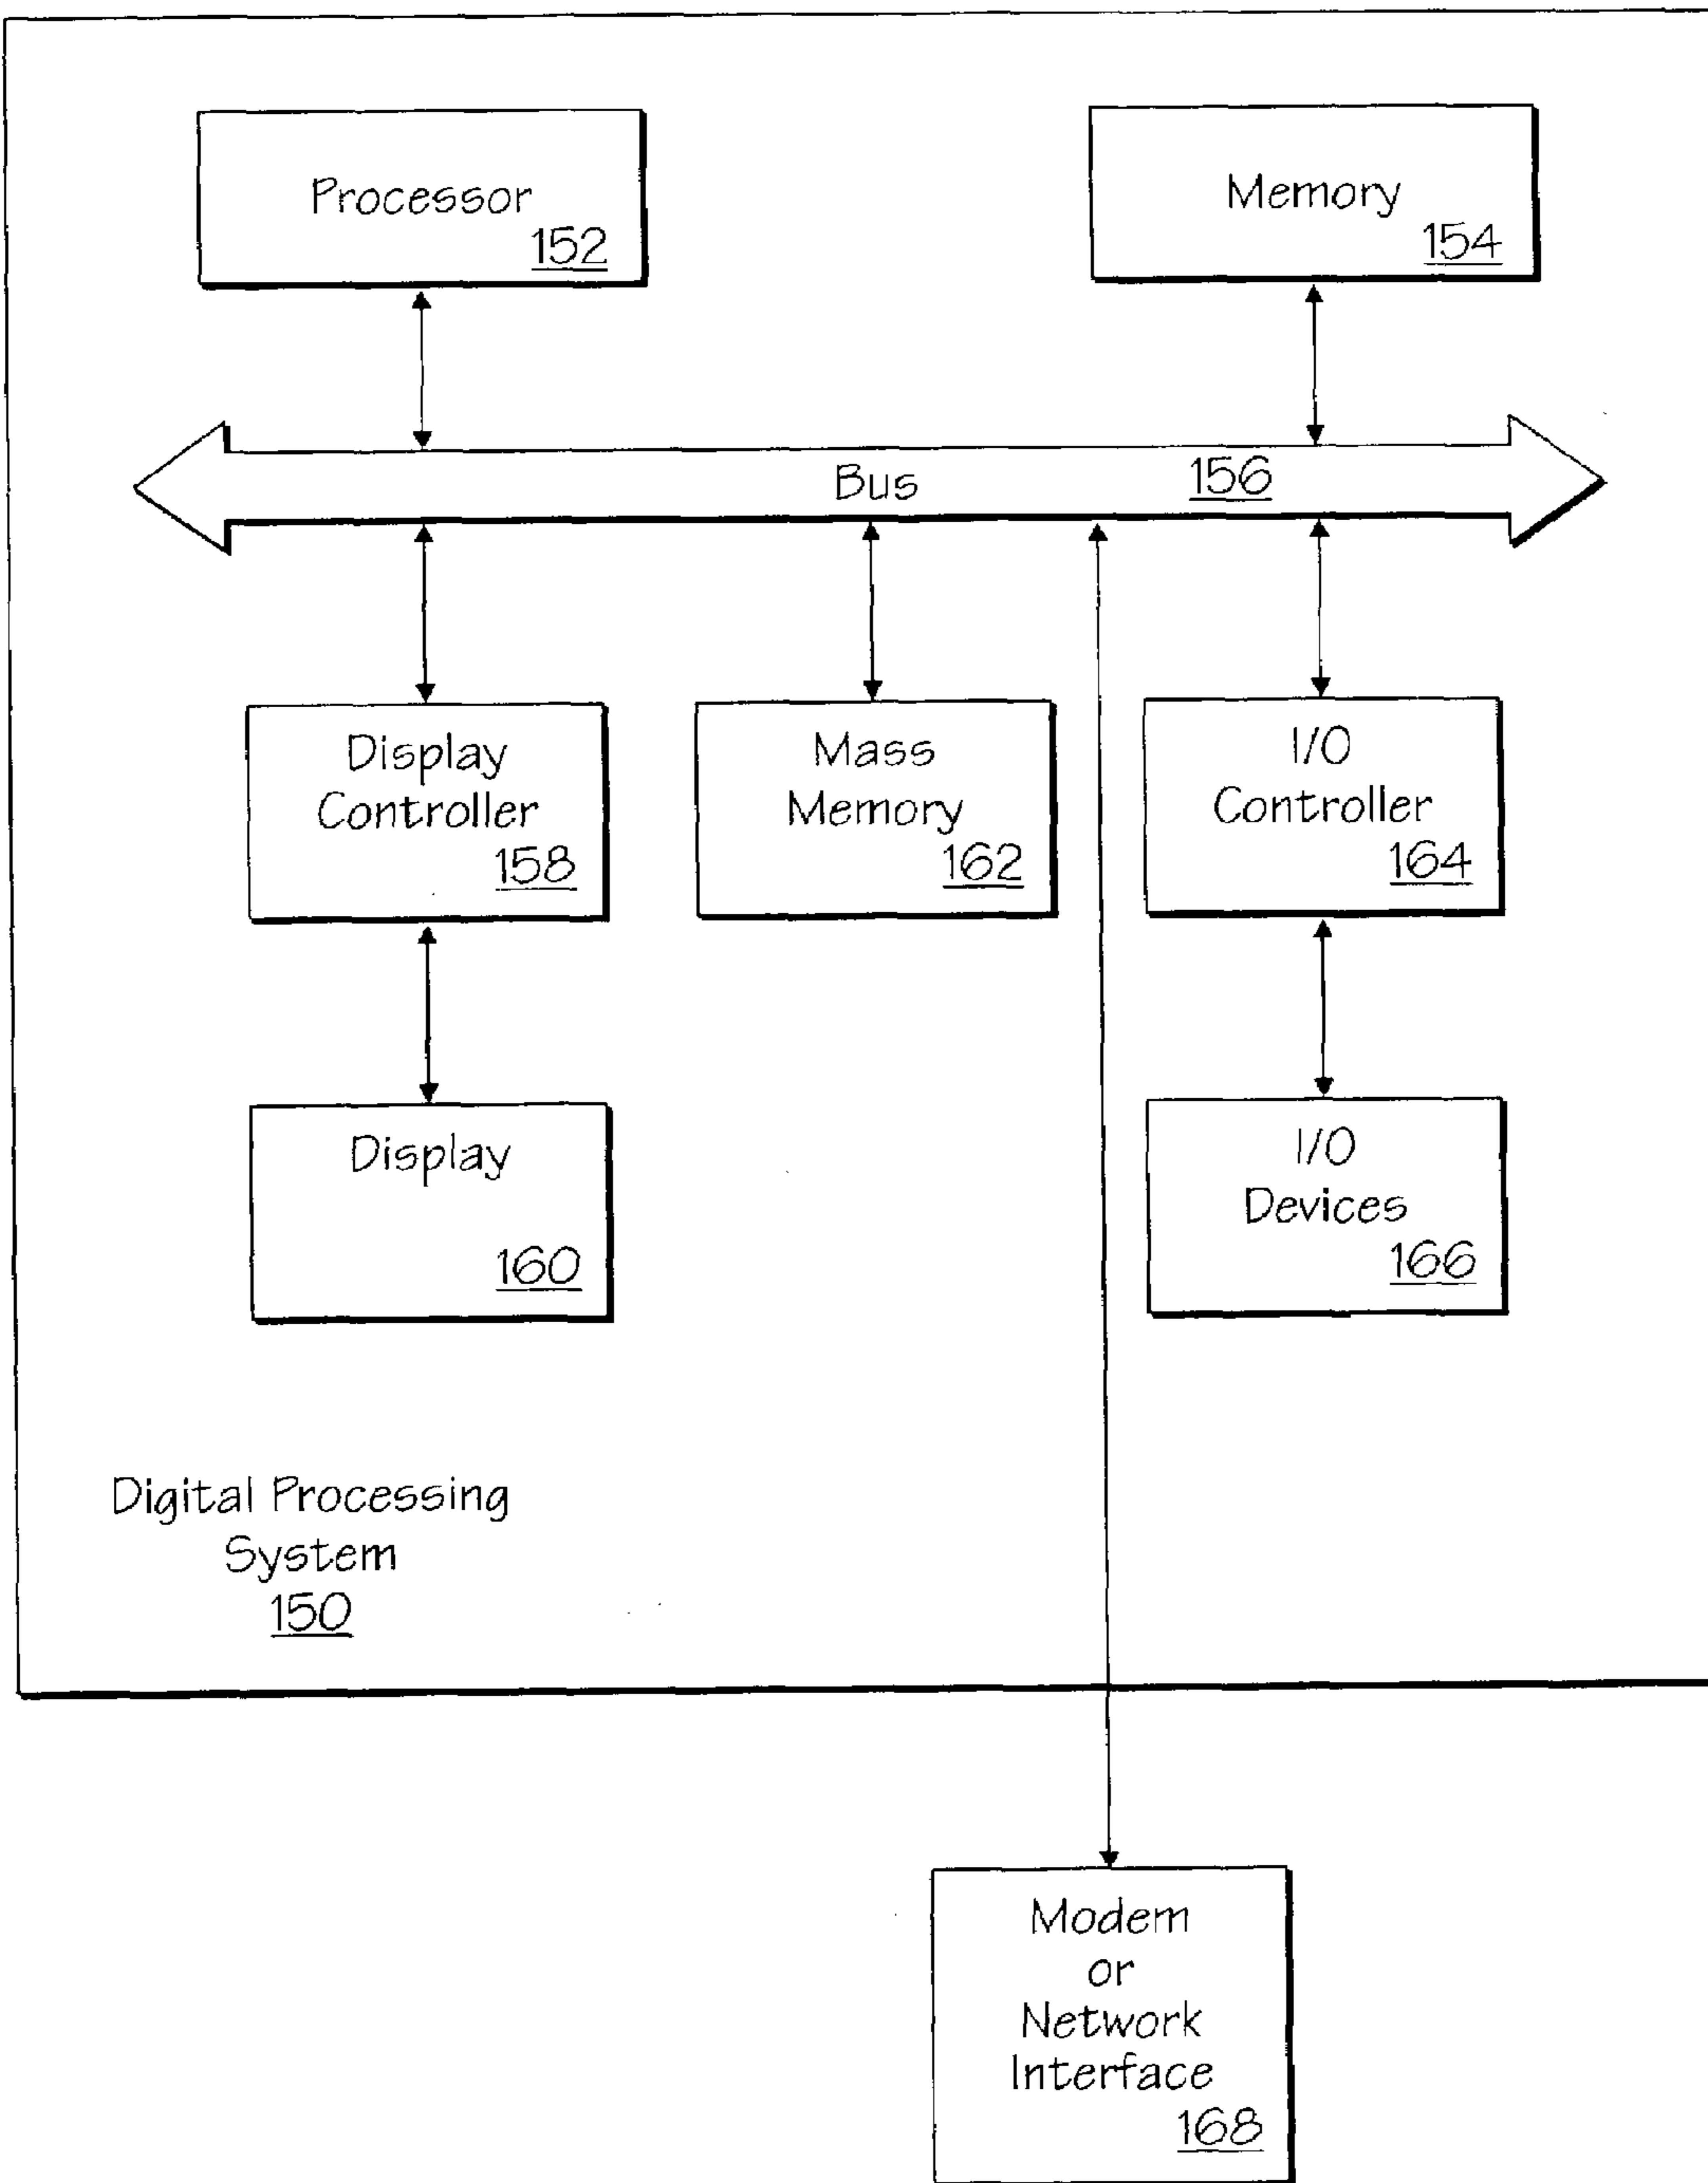 Processor
152
Memory
154
Bus
156
Display
Controller
158
Mass
Memory
162
I/O
Controller
164
Display
160
I/O
Devices
166
Digital Processing
System
150
Modem
or
Network
Interface
168